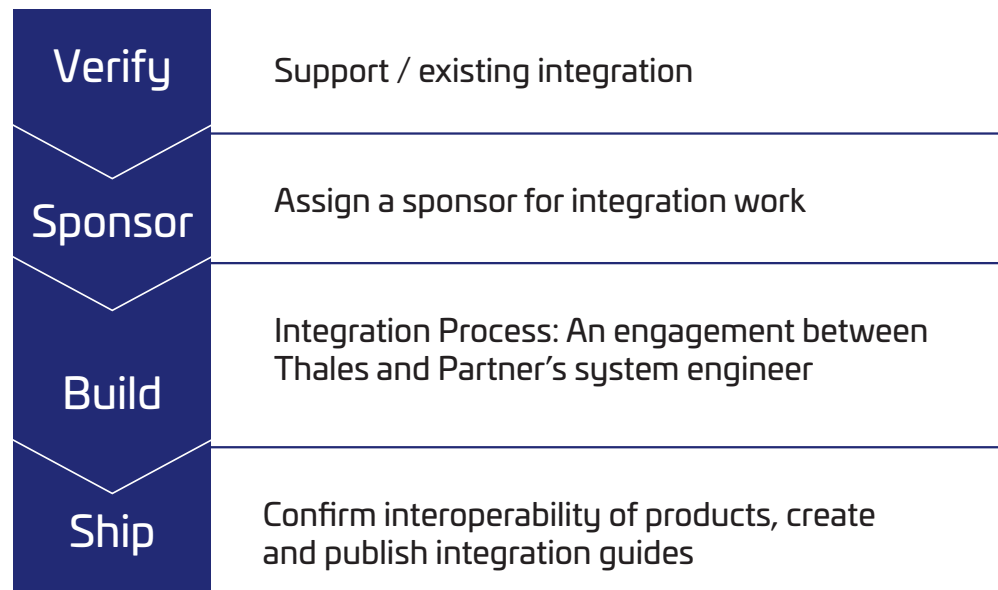 Verify
Support / existing integration
Sponsor
Assign a sponsor for integration work
Build
Integration Process: An engagement between
Thales and Partner’s system engineer
Ship
Confirm interoperability of products, create
and publish integration guides